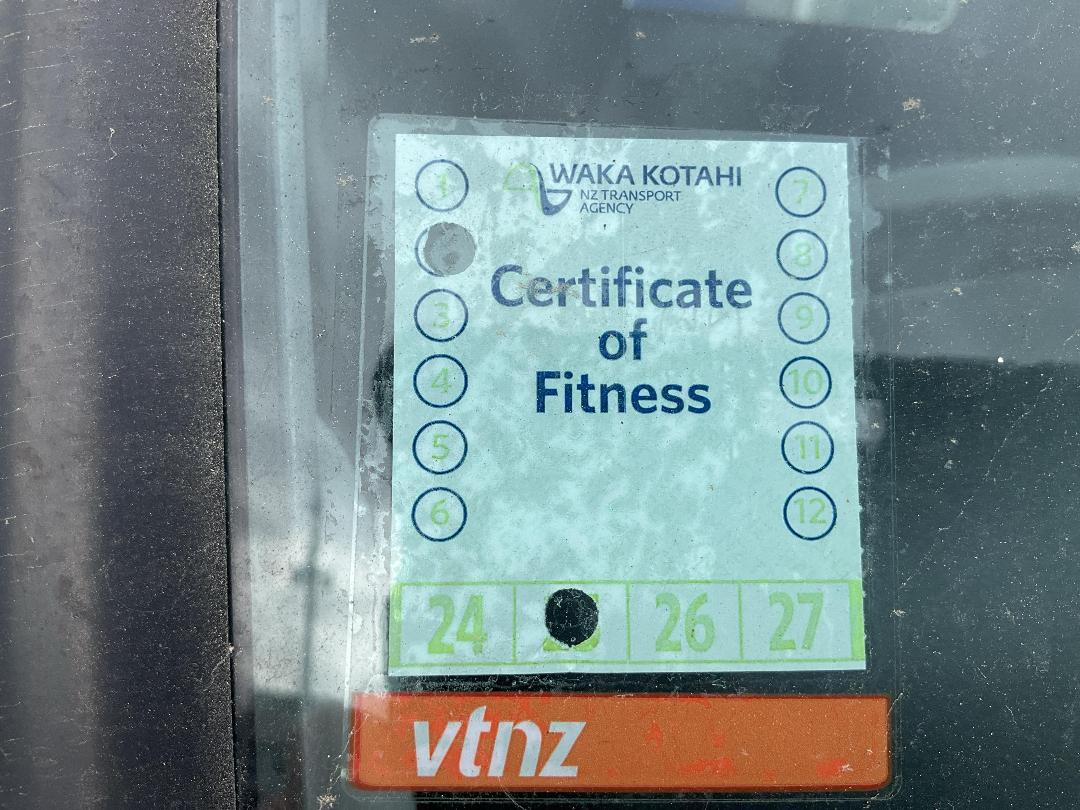 WAKA KOTAHI
NZ TRANSPORT
AGENCY
Certificate
of
Fitness
1
3
4
5
6
7
8
9
10
11
12
24 26 27
vtnz